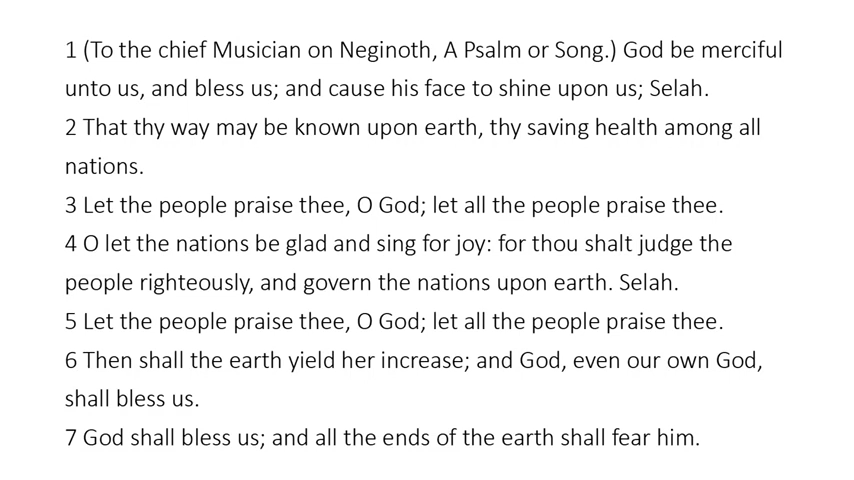 1 (To the chief Musician on Neginoth, A Psalm or Song.) God be merciful
unto us, and bless us; and cause his face to shine upon us; Selah.
2 That thy way may be known upon earth, thy saving health among all
nations.
3 Let the people praise thee, O God; let all the people praise thee.
4 O let the nations be glad and sing for joy: for thou shalt judge the
people righteously, and govern the nations upon earth. Selah.
5 Let the people praise thee, O God; let all the people praise thee.
6 Then shall the earth yield her increase; and God, even our own God,
shall bless us.
7 God shall bless us; and all the ends of the earth shall fear him.